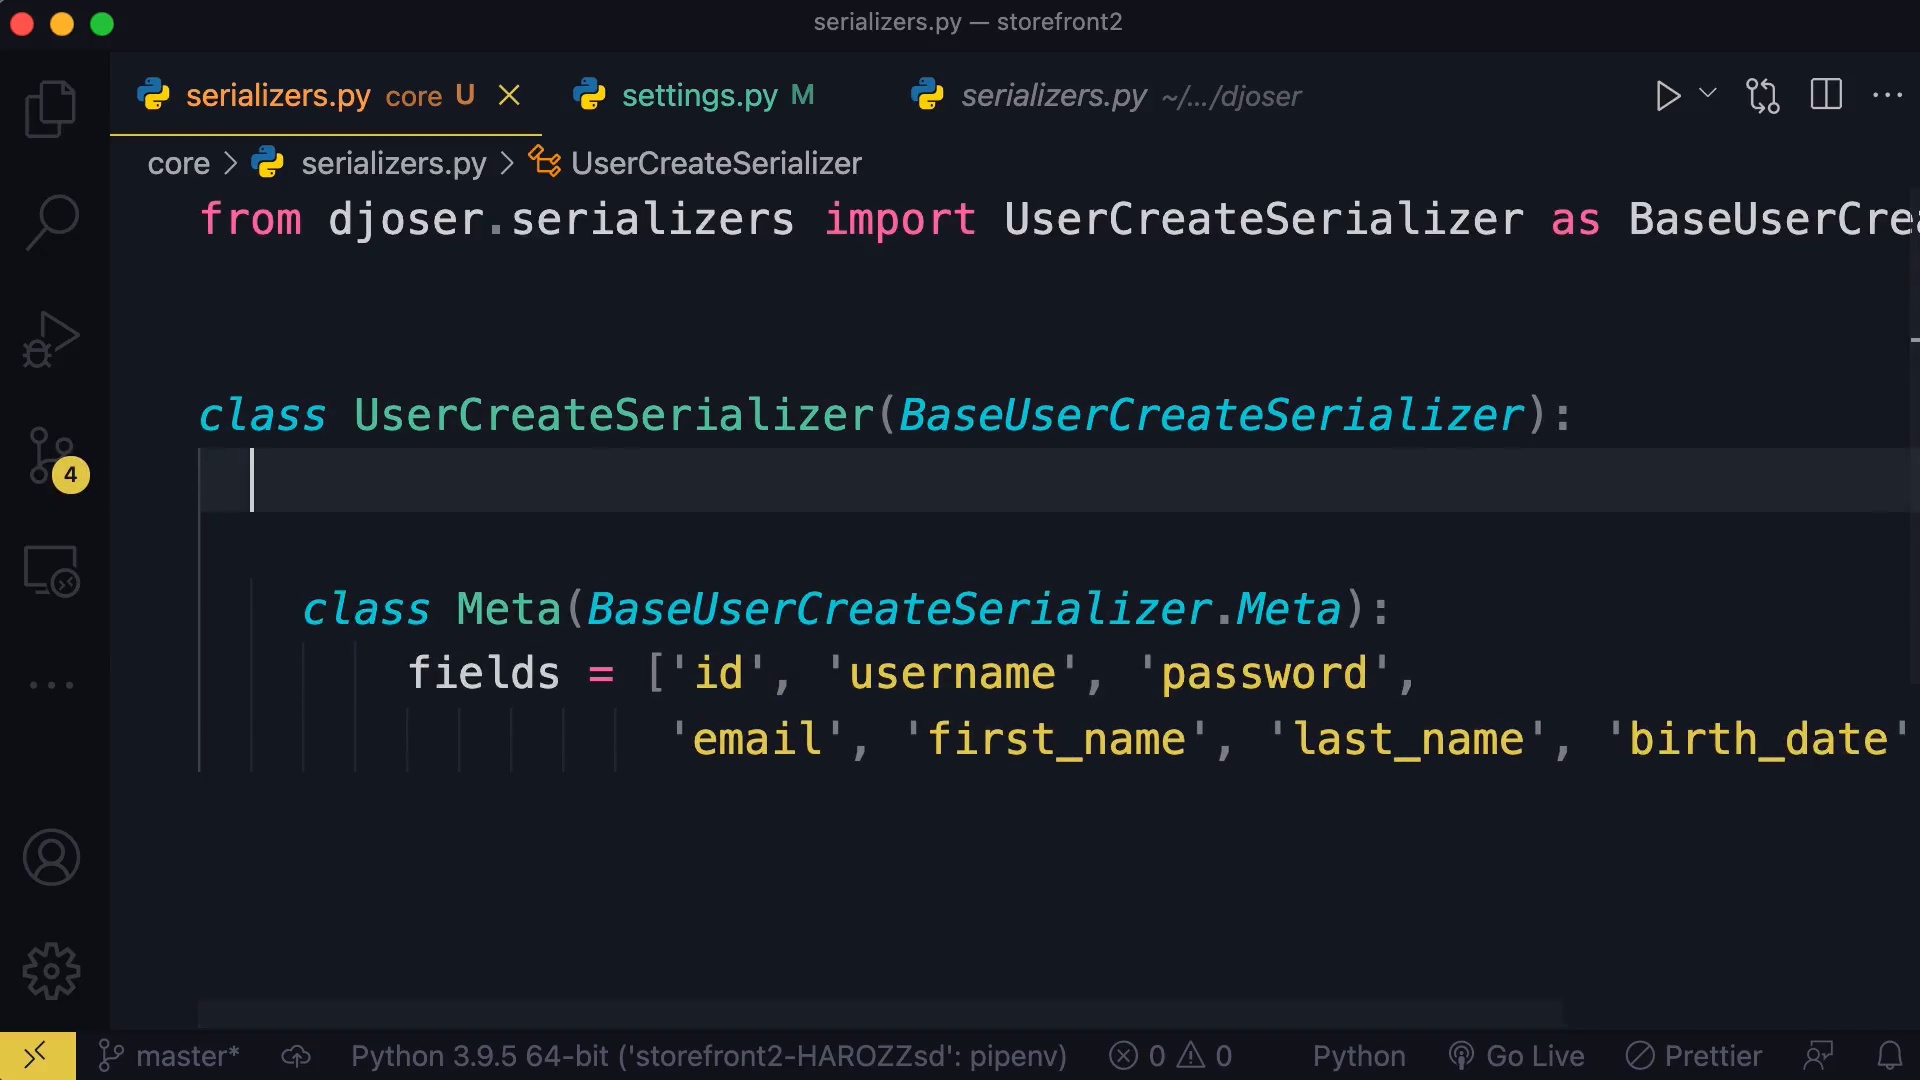 serializers.py — storefront2
serializers.py core U
settings.py M
serializers.py ~/.../djoser
core > serializers.py > UserCreateSerializer
from djoser.serializers import UserCreateSerializer as BaseUserCrea
class UserCreateSerializer(BaseUserCreateSerializer):
class Meta(BaseUserCreateSerializer.Meta):
fields = ['id', 'username', 'password',
'email', 'first_name', 'last_name', 'birth_date'
4
master* Python 3.9.5 64-bit ('storefront2-HAROZZsd': pipenv) 0 0 Python Go Live Prettier